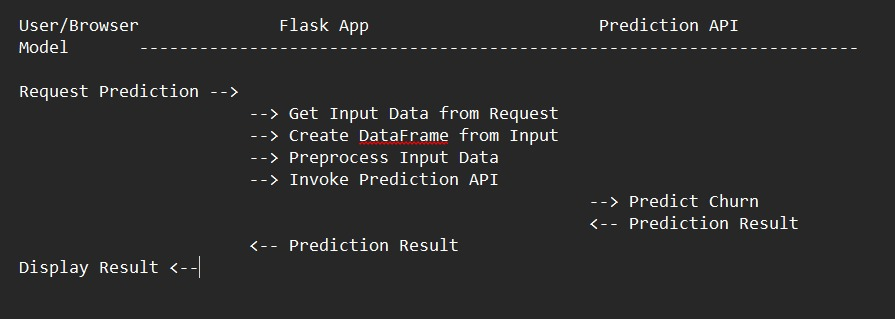 User/Browser Flask App Prediction API
Model ------------------------------------------------------------------------
Request Prediction -->
--> Get Input Data from Request
--> Create DataFrame from Input
--> Preprocess Input Data
--> Invoke Prediction API
--> Predict Churn
<-- Prediction Result
<-- Prediction Result
Display Result <--